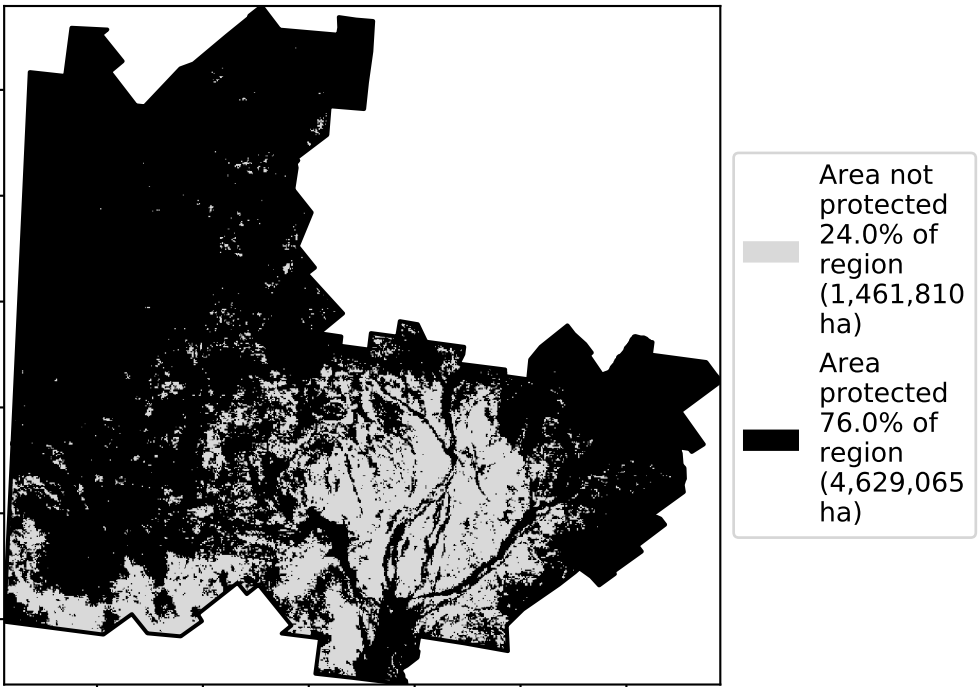 Area not
protected
24.0% of
region
(1,461,810
ha)
Area
protected
76.0% of
region
(4,629,065
ha)